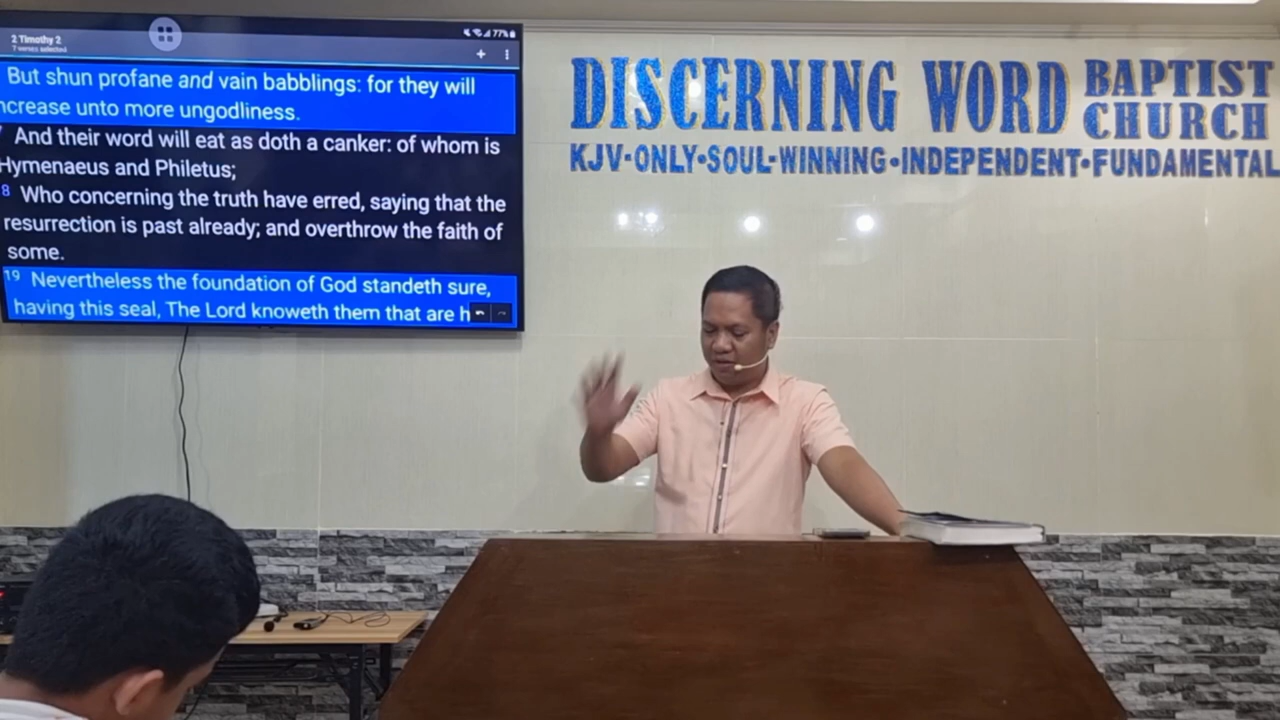 2 Timothy 2
7 verses selected
77%
But shun profane and vain babblings: for they will
ncrease unto more ungodliness.
And their word will eat as doth a canker: of whom is
Hymenaeus and Philetus;
8 Who concerning the truth have erred, saying that the
resurrection is past already; and overthrow the faith of
some.
19 Nevertheless the foundation of God standeth sure,
having this seal, The Lord knoweth them that are h
DISCERNING WORD BAPTIST CHURCH
KJV-ONLY•SOUL-WINNING•INDEPENDENT•FUNDAMENTAL